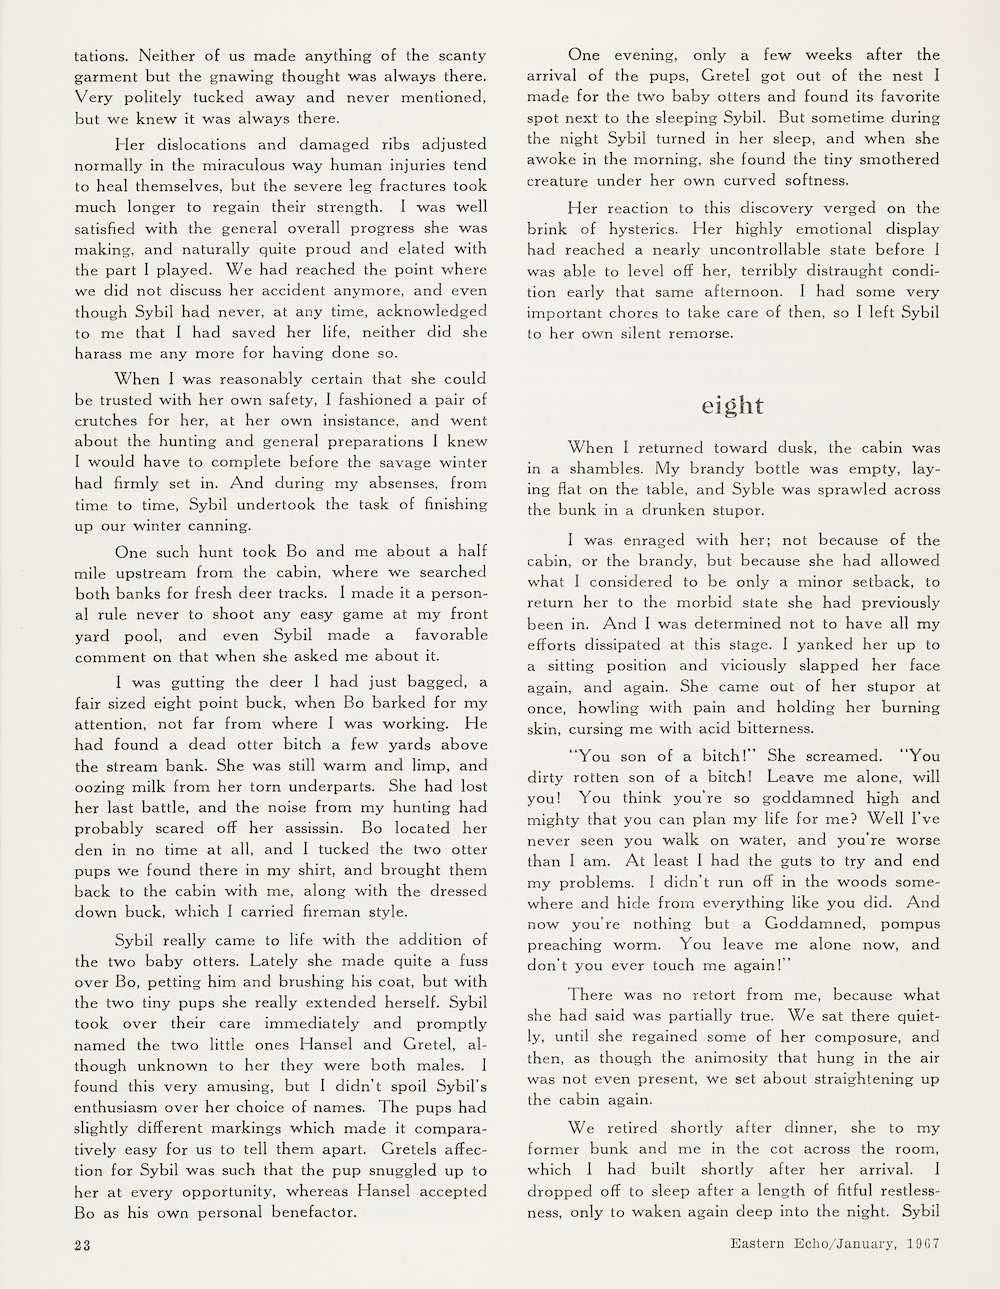 tations. Neither of us made anything of the scanty
garment but the gnawing thought was always there.
Very politely tucked away and never mentioned,
but we knew it was always there.
Her dislocations and damaged ribs adjusted
normally in the miraculous way human injuries tend
to heal themselves, but the severe leg fractures took
much longer to regain their strength. I was well
satisfied with the general overall progress she was
making, and naturally quite proud and elated with
the part I played. We had reached the point where
we did not discuss her accident anymore, and even
though Sybil had never, at any time, acknowledged
to me that I had saved her life, neither did she
harass me any more for having done so.
When I was reasonably certain that she could
be trusted with her own safety, I fashioned a pair of
crutches for her, at her own insistance, and went
about the hunting and general preparations I knew
I would have to complete before the savage winter
had firmly set in. And during my absenses, from
time to time, Sybil undertook the task of finishing
up our winter canning.
One such hunt took Bo and me about a half
mile upstream from the cabin, where we searched
both banks for fresh deer tracks. I made it a person-
al rule never to shoot any easy game at my front
yard pool, and even Sybil made a favorable
comment on that when she asked me about it.
I was gutting the deer I had just bagged, a
fair sized eight point buck, when Bo barked for my
attention, not far from where I was working. He
had found a dead otter bitch a few yards above
the stream bank. She was still warm and limp, and
oozing milk from her torn underparts. She had lost
her last battle, and the noise from my hunting had
probably scared off her assissin. Bo located her
den in no time at all, and I tucked the two otter
pups we found there in my shirt, and brought them
back to the cabin with me, along with the dressed
down buck, which I carried fireman style.
Sybil really came to life with the addition of
the two baby otters. Lately she made quite a fuss
over Bo, petting him and brushing his coat, but with
the two tiny pups she really extended herself. Sybil
took over their care immediately and promptly
named the two little ones Hansel and Gretel, al-
though unknown to her they were both males. I
found this very amusing, but I didn't spoil Sybil's
enthusiasm over her choice of names. The pups had
slightly different markings which made it compara-
tively easy for us to tell them apart. Gretels affec-
tion for Sybil was such that the pup snuggled up to
her at every opportunity, whereas Hansel accepted
Bo as his own personal benefactor.
One evening, only a few weeks after the
arrival of the pups, Gretel got out of the nest I
made for the two baby otters and found its favorite
spot next to the sleeping Sybil. But sometime during
the night Sybil turned in her sleep, and when she
awoke in the morning, she found the tiny smothered
creature under her own curved softness.
Her reaction to this discovery verged on the
brink of hysterics. Her highly emotional display
had reached a nearly uncontrollable state before I
was able to level off her, terribly distraught condi-
tion early that same afternoon. I had some very
important chores to take care of then, so I left Sybil
to her own silent remorse.
eight
When I returned toward dusk, the cabin was
in a shambles. My brandy bottle was empty, lay-
ing flat on the table, and Syble was sprawled across
the bunk in a drunken stupor.
I was enraged with her; not because of the
cabin, or the brandy, but because she had allowed
what I considered to be only a minor setback, to
return her to the morbid state she had previously
been in. And I was determined not to have all my
efforts dissipated at this stage. I yanked her up to
a sitting position and viciously slapped her face
again, and again. She came out of her stupor at
once, howling with pain and holding her burning
skin, cursing me with acid bitterness.
"You son of a bitch!" She screamed. "You
dirty rotten son of a bitch! Leave me alone, will
you! You think you're so goddamned high and
mighty that you can plan my life for me? Well I've
never seen you walk on water, and you're worse
than I am. At least I had the guts to try and end
my problems. I didn't run off in the woods some-
where and hide from everything like you did. And
now you're nothing but a Goddamned, pompus
preaching worm. You leave me alone now, and
don't you ever touch me again!"
There was no retort from me, because what
she had said was partially true. We sat there quiet-
ly, until she regained some of her composure, and
then, as though the animosity that hung in the air
was not even present, we set about straightening up
the cabin again.
We retired shortly after dinner, she to my
former bunk and me in the cot across the room,
which I had built shortly after her arrival. I
dropped off to sleep after a length of fitful restless-
ness, only to waken again deep into the night. Sybil
23
Eastern Echo/January, 1967